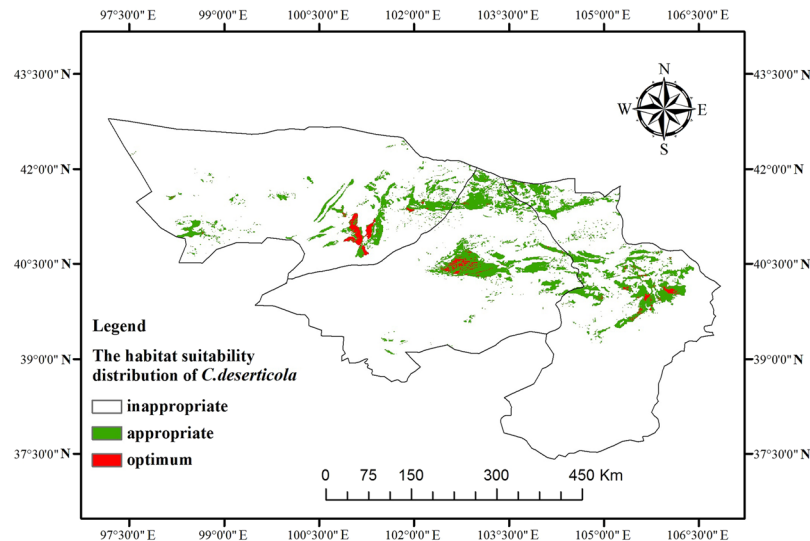 97°30'0" E 99°0'0" E 100°30'0" E 102°0'0" E 103°30'0" E 105°0'0" E 106°30'0" E
43°30'0" N 43°30'0" N
N
W E
S
42°0'0" N 42°0'0" N
40°30'0" N 40°30'0" N
39°0'0" N 39°0'0" N
37°30'0" N 37°30'0" N
Legend
The habitat suitability
distribution of C.deserticola
inappropriate
appropriate
optimum
0 75 150 300 450 Km
97°30'0" E 99°0'0" E 100°30'0" E 102°0'0" E 103°30'0" E 105°0'0" E 106°30'0" E